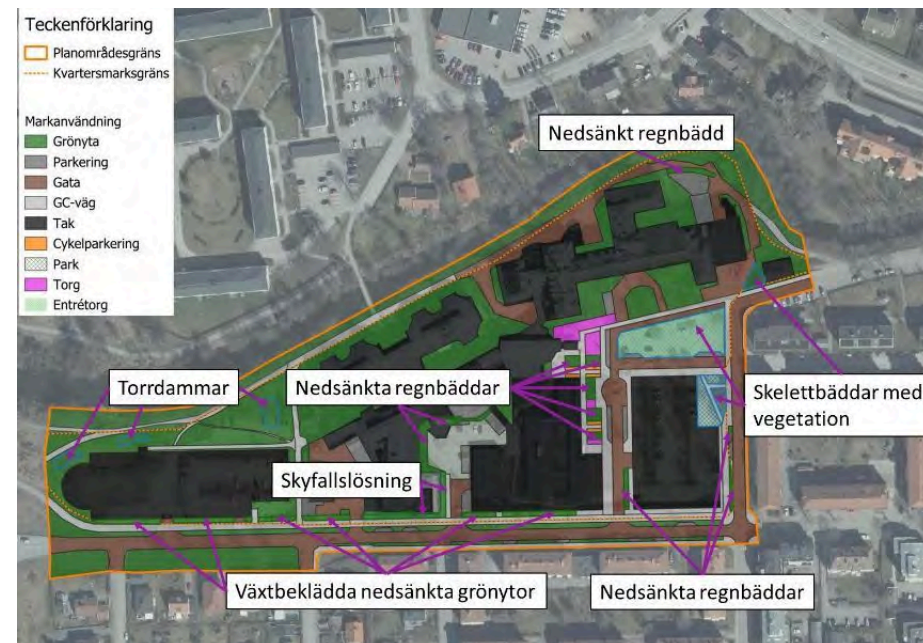 Teckenförklaring
Planområdesgräns
Kvartersmarksgräns
Markanvändning
Grönyta
Parkering
Gata
GC-väg
Tak
Cykelparkering
Park
Torg
Entrétorg
Nedsänkt regnbädd
Torrdammar
Nedsänkta regnbäddar
Skelettbäddar med
vegetation
Skyfallslösning
Växtbeklädda nedsänkta grönytor
Nedsänkta regnbäddar